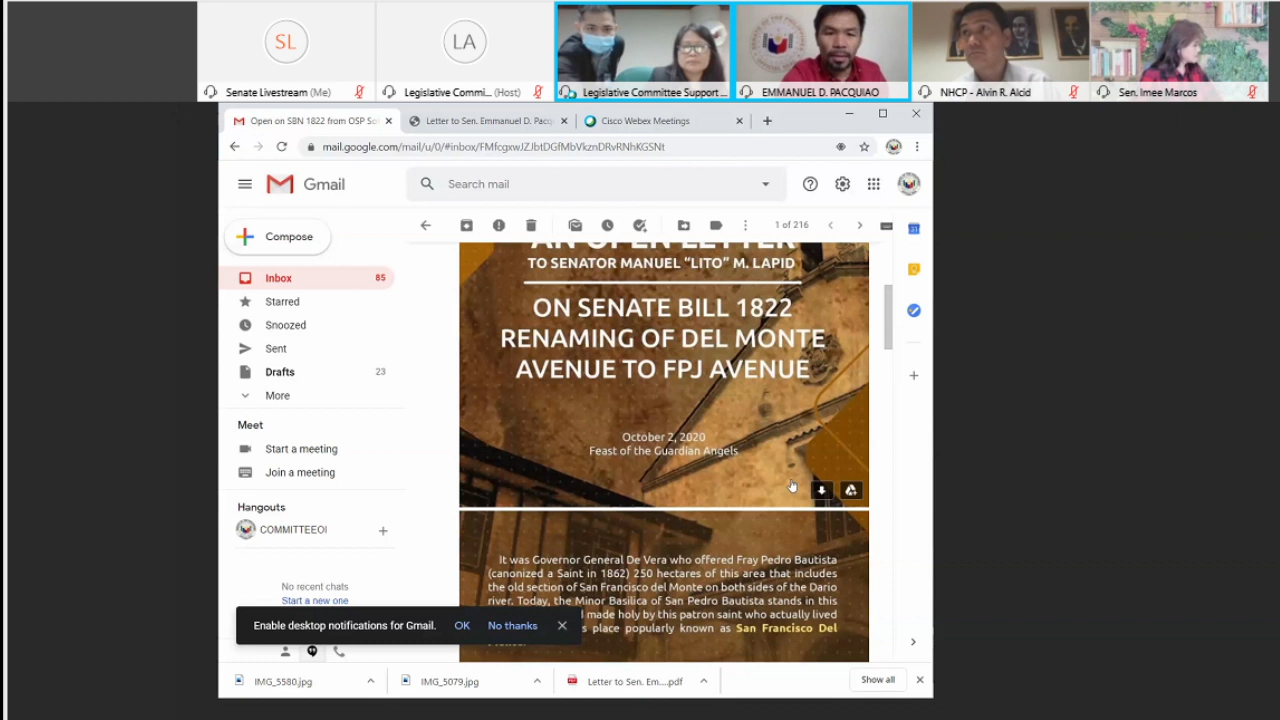 SL
LA
Senate Livestream (Me)
Legislative Commi... (Host)
Legislative Committee Support ...
EMMANUEL D. PACQUIAO
NHCP - Alvin R. Alcid
Sen. Imee Marcos
Open on SBN 1822 from OSP So
Letter to Sen. Emmanuel D. Pacq
Cisco Webex Meetings
mail.google.com/mail/u/0/#inbox/FMfcgxwJZJbtDGfMbVkznDRvRNhKGSNt
Gmail
Search mail
Compose
1 of 216
Inbox 85
Starred
Snoozed
Sent
Drafts 23
More
Meet
Start a meeting
Join a meeting
Hangouts
COMMITTEEOI
No recent chats
Start a new one
AN OPEN LETTER
TO SENATOR MANUEL "LITO" M. LAPID
ON SENATE BILL 1822
RENAMING OF DEL MONTE
AVENUE TO FPJ AVENUE
October 2, 2020
Feast of the Guardian Angels
It was Governor General De Vera who offered Fray Pedro Bautista
(canonized a Saint in 1862) 250 hectares of this area that includes
the old section of San Francisco del Monte on both sides of the Dario
river. Today, the Minor Basilica of San Pedro Bautista stands in this
d made holy by this patron saint who actually lived
s place popularly known as San Francisco Del
Enable desktop notifications for Gmail. OK No thanks
IMG_5580.jpg
IMG_5079.jpg
Letter to Sen. Em....pdf
Show all